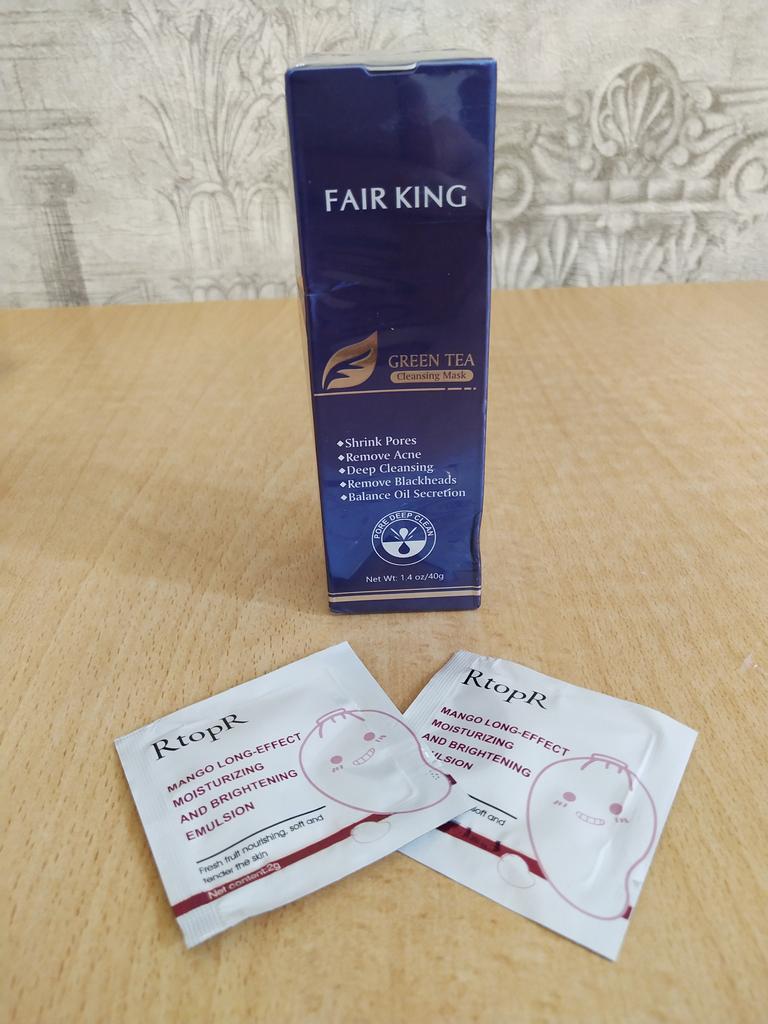 FAIR KING
GREEN TEA
Cleansing Mask
◆Shrink Pores
◆Remove Acne
◆Deep Cleansing
◆Remove Blackheads
◆Balance Oil Secretion
PORE DEEP CLEAN
Net Wt: 1.4 oz/40g
RtopR
MANGO LONG-EFFECT
MOISTURIZING
AND BRIGHTENING
EMULSION
Fresh fruit nourishing, soft and
tender the skin
Net content:2g
RtopR
MANGO LONG-EFFECT
MOISTURIZING
AND BRIGHTENING
soft and